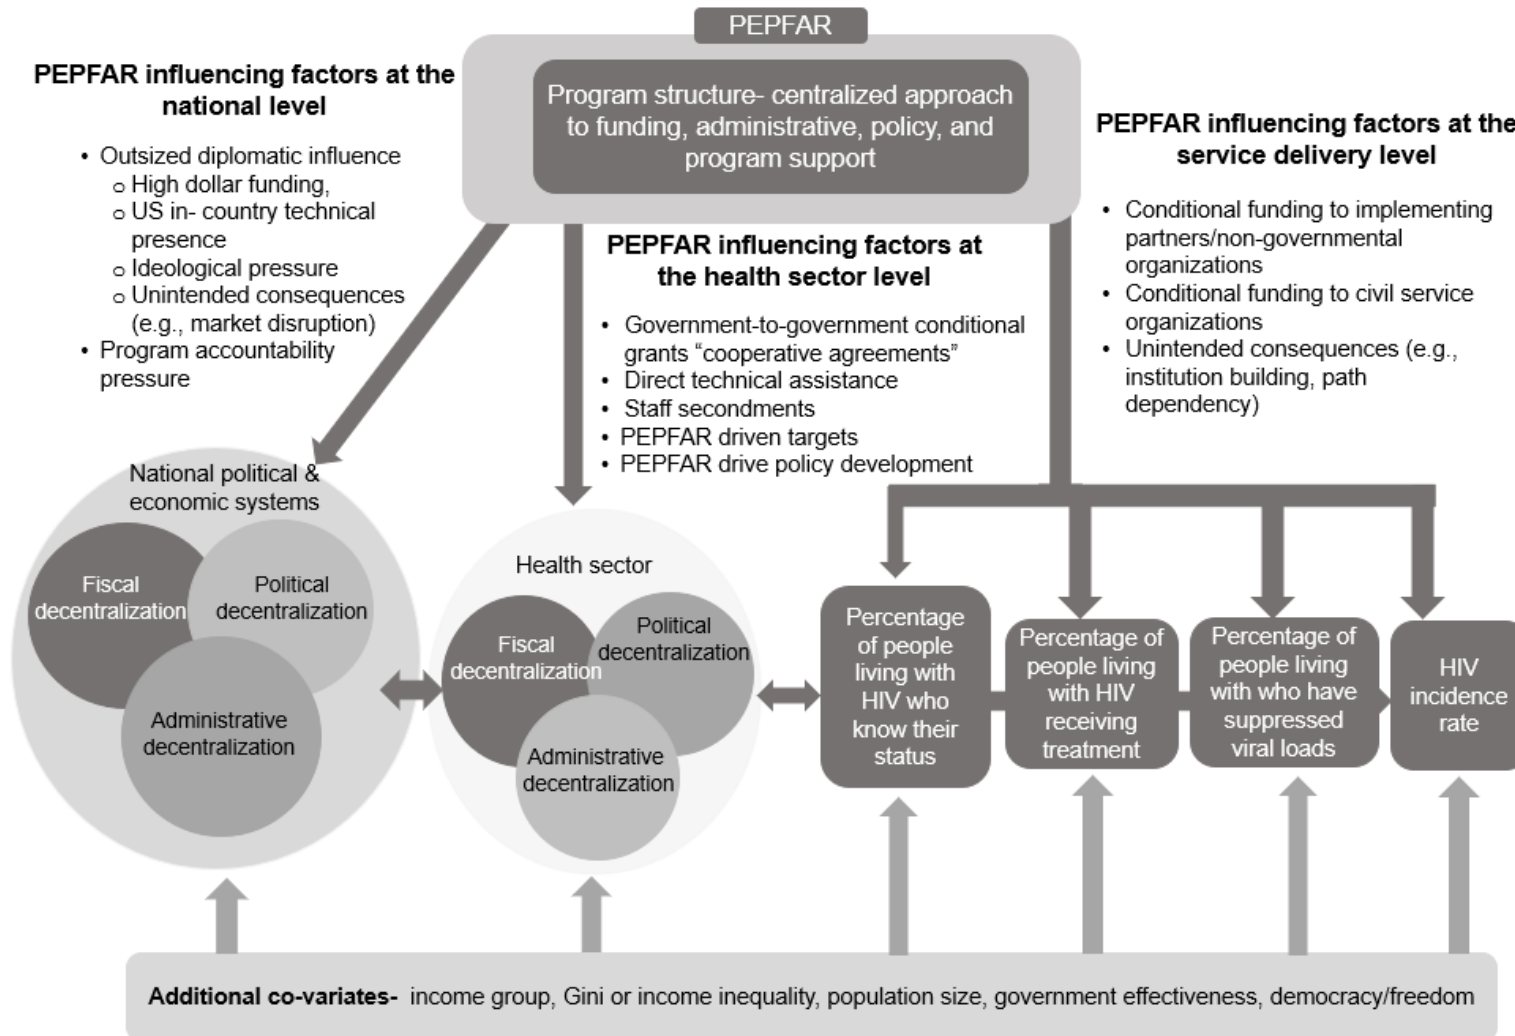 PEPFAR
Program structure- centralized approach
to funding, administrative, policy, and
program support
PEPFAR influencing factors at the
national level
• Outsized diplomatic influence
o High dollar funding,
o US in- country technical
presence
o Ideological pressure
o Unintended consequences
(e.g., market disruption)
• Program accountability
pressure
PEPFAR influencing factors at
the health sector level
• Government-to-government conditional
grants “cooperative agreements”
• Direct technical assistance
• Staff secondments
• PEPFAR driven targets
• PEPFAR drive policy development
PEPFAR influencing factors at the
service delivery level
• Conditional funding to implementing
partners/non-governmental
organizations
• Conditional funding to civil service
organizations
• Unintended consequences (e.g.,
institution building, path
dependency)
National political &
economic systems
Fiscal
decentralization
Political
decentralization
Administrative
decentralization
Health sector
Fiscal
decentralization
Political
decentralization
Administrative
decentralization
Percentage
of people
living with
HIV who
know their
status
Percentage of
people living
with HIV
receiving
treatment
Percentage of
people living
with who have
suppressed
viral loads
HIV
incidence
rate
Additional co-variates- income group, Gini or income inequality, population size, government effectiveness, democracy/freedom